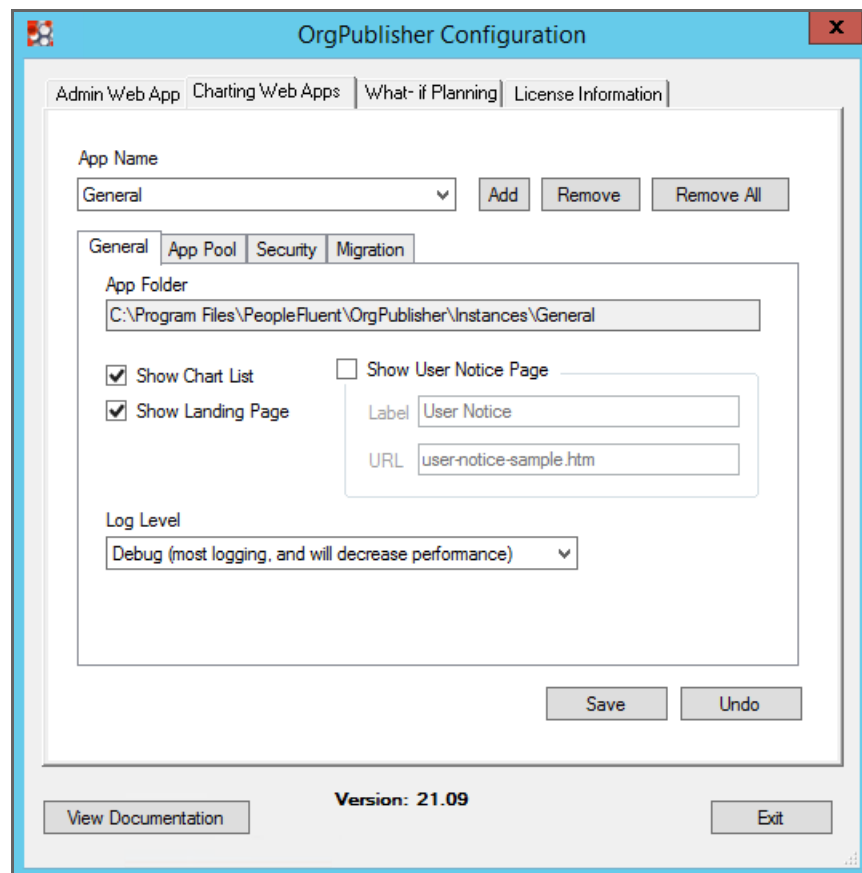 OrgPublisher Configuration
x
Admin Web App Charting Web Apps What- if Planning License Information
App Name
General Add Remove Remove All
General App Pool Security Migration
App Folder
C:\Program Files\PeopleFluent\OrgPublisher\Instances\General
Show Chart List Show User Notice Page
Show Landing Page Label User Notice
URL user-notice-sample.htm
Log Level
Debug (most logging, and will decrease performance)
Save Undo
Version: 21.09
View Documentation Exit